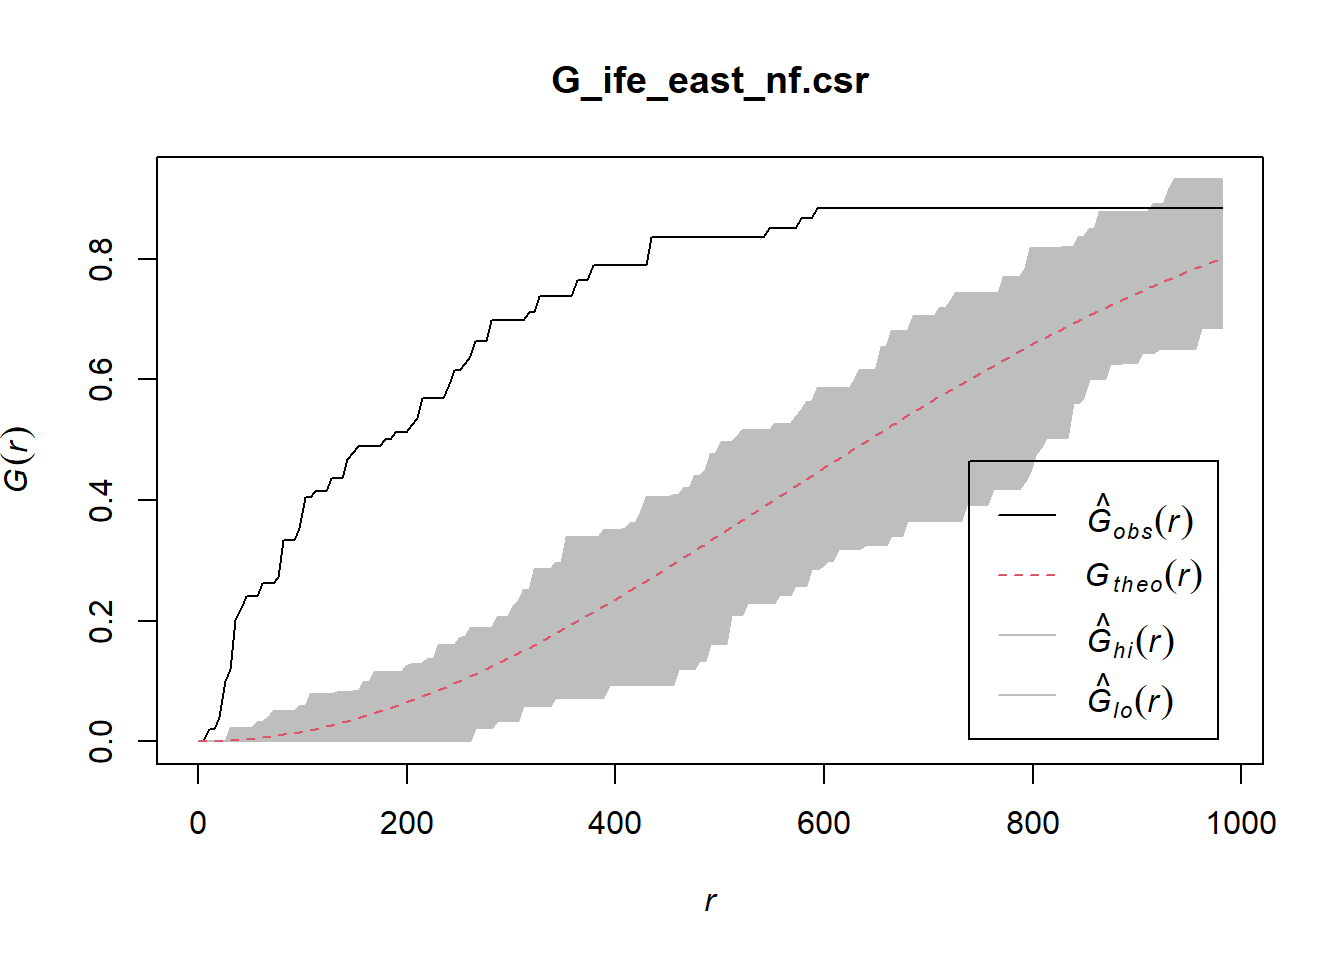 G_ife_east_nf.csr
G(r)
0.8
0.6
0.4
0.2
0.0
Ĝobs(r)
Gtheo(r)
Ĝhi(r)
Ĝlo(r)
0 200 400 600 800 1000
r